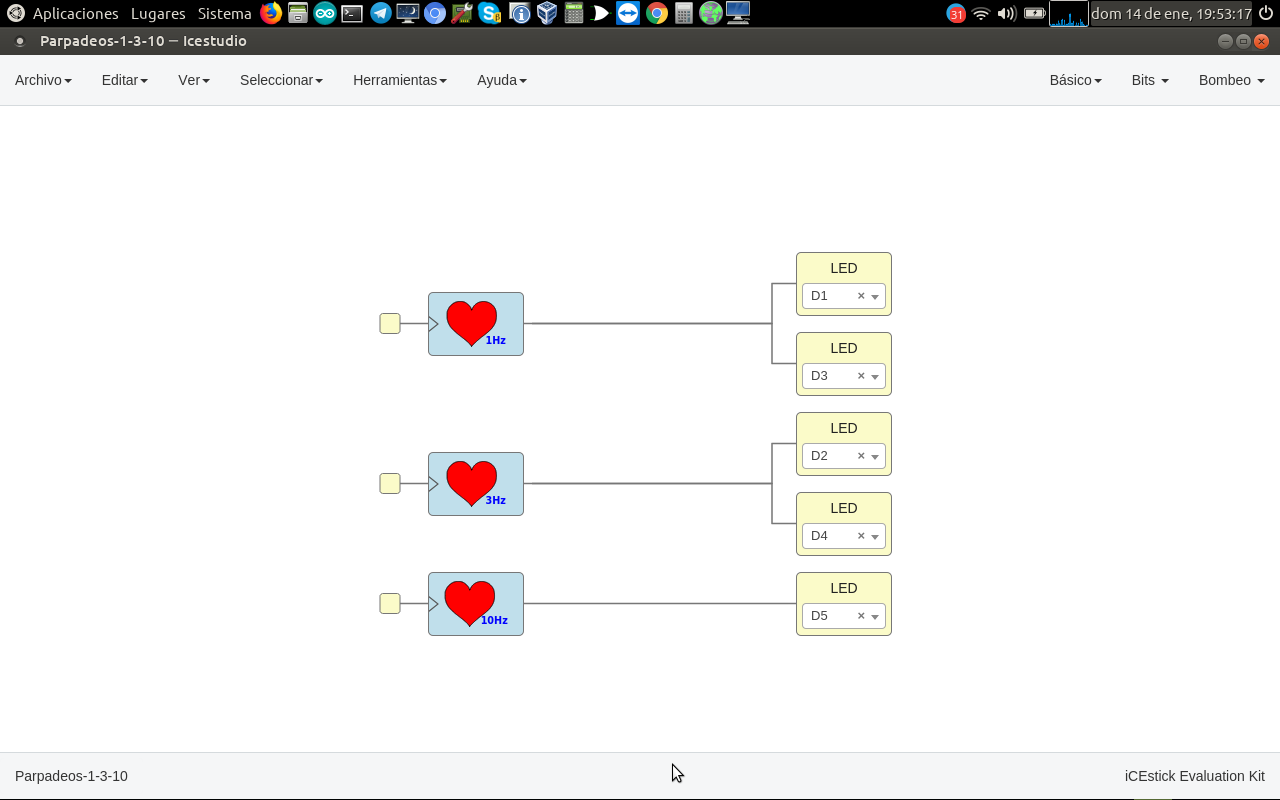 Aplicaciones Lugares Sistema 31 dom 14 de ene, 19:53:17
Parpadeos-1-3-10 — Icestudio
Archivo Editar Ver Seleccionar Herramientas Ayuda Básico Bits Bombeo
LED
D1 ×
1Hz
LED
D3 ×
LED
D2 ×
3Hz
LED
D4 ×
LED
D5 ×
10Hz
Parpadeos-1-3-10 iCEstick Evaluation Kit